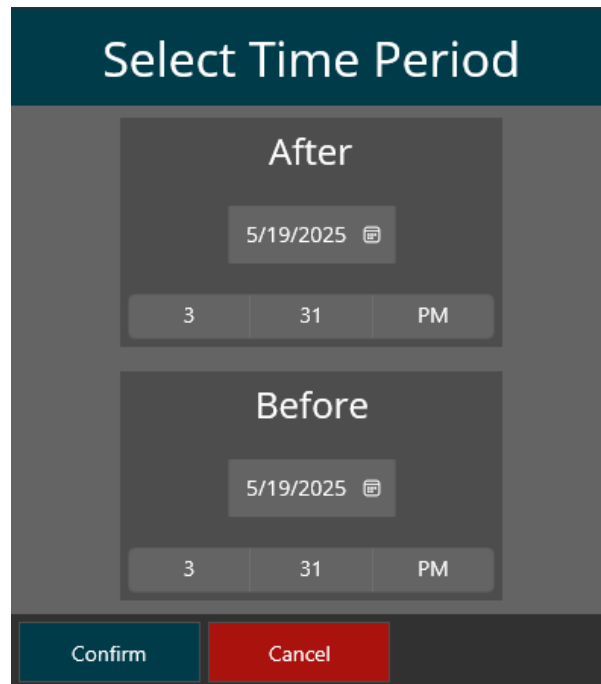 Select Time Period
After
5/19/2025
3 31 PM
Before
5/19/2025
3 31 PM
Confirm Cancel